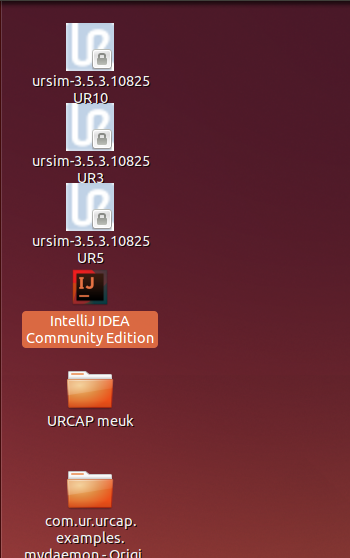 ursim-3.5.3.10825
UR10
ursim-3.5.3.10825
UR3
ursim-3.5.3.10825
UR5
IJ
IntelliJ IDEA
Community Edition
URCAP meuk
com.ur.urcap.
examples.
mydaemon - Origi